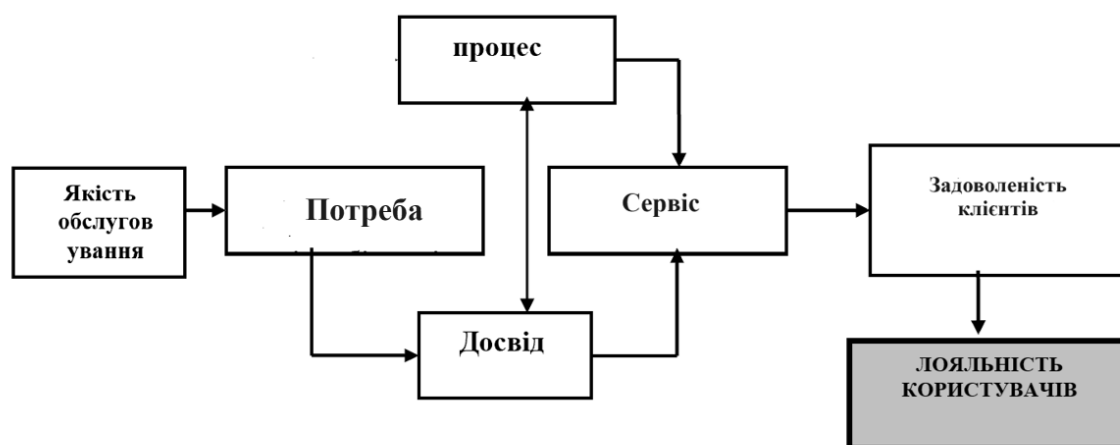 процес
Якість
обслугов
ування
Потреба
Сервіс
Задоволеність
клієнтів
Досвід
ЛОЯЛЬНІСТЬ
КОРИСТУВАЧІВ